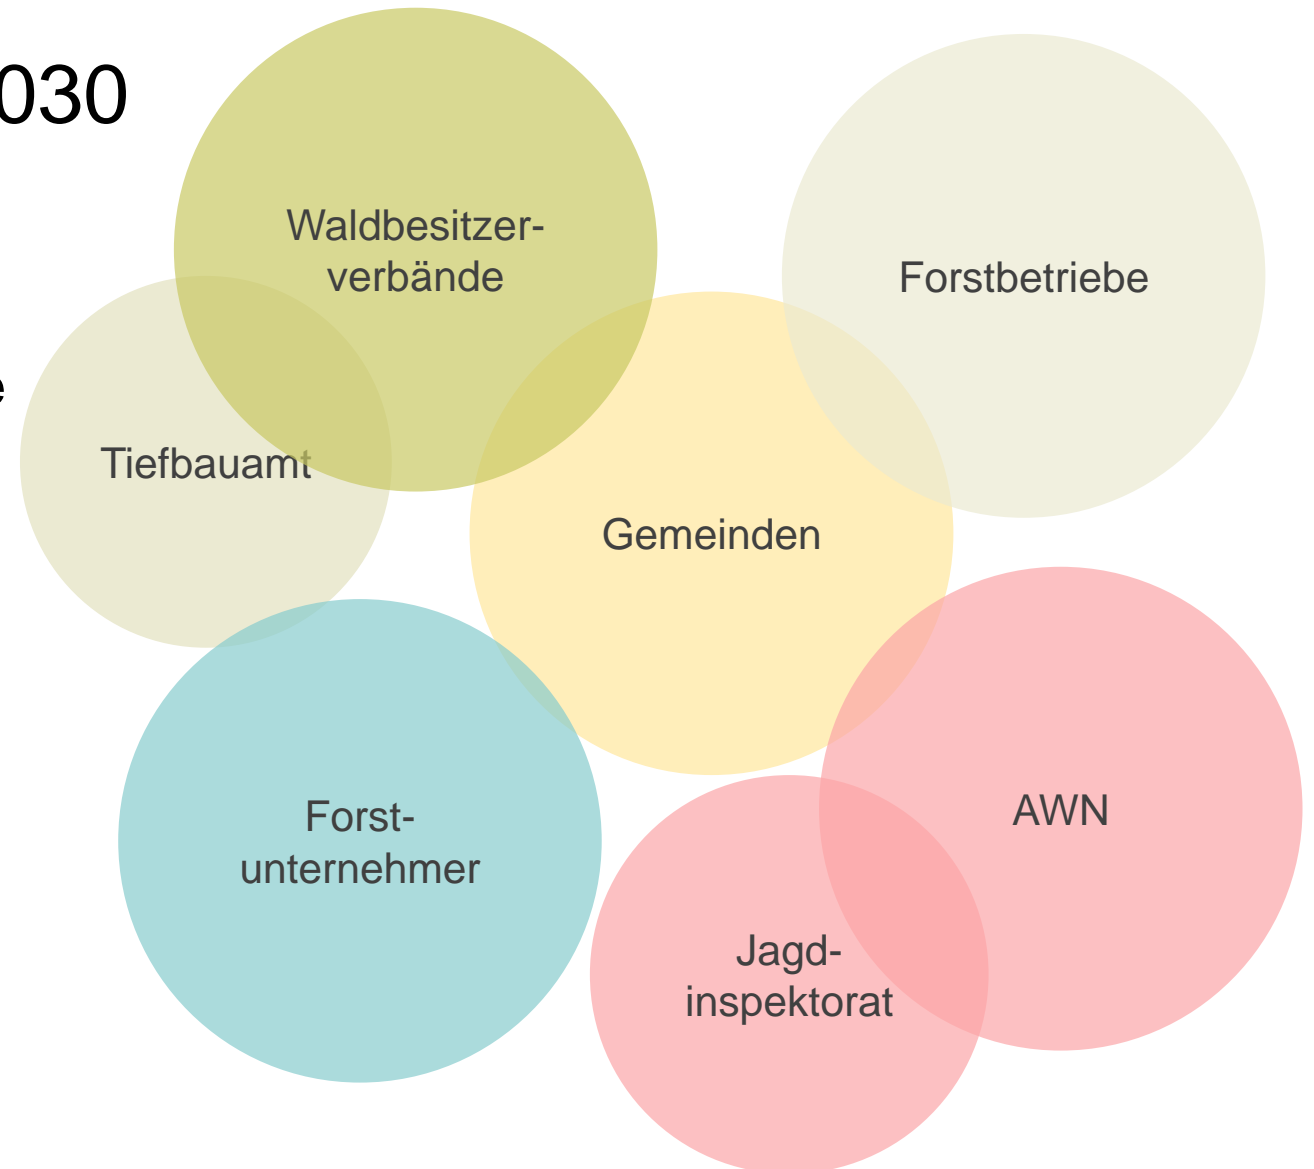 030
Waldbesitzer-
verbände
Forstbetriebe
e
Tiefbauamt
Gemeinden
Forst-
unternehmer
AWN
Jagd-
inspektorat